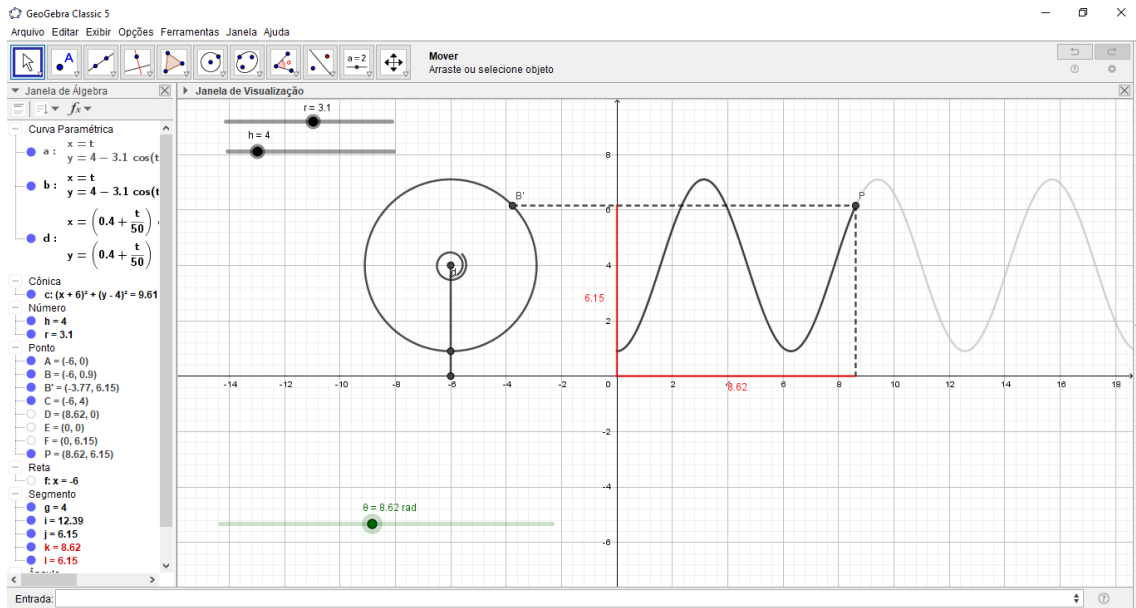 GeoGebra Classic 5
Arquivo Editar Exibir Opções Ferramentas Janela Ajuda
A
α
a=2
Mover
Arraste ou selecione objeto
Janela de Álgebra
Janela de Visualização
fx
Curva Paramétrica
a : x = t
y = 4 − 3.1 cos(t
b : x = t
y = 4 − 3.1 cos(t
d : x = (0.4 + t/50)
y = (0.4 + t/50)
Cônica
c: (x + 6)² + (y - 4)² = 9.61
Número
h = 4
r = 3.1
Ponto
A = (-6, 0)
B = (-6, 0.9)
B' = (-3.77, 6.15)
C = (-6, 4)
D = (8.62, 0)
E = (0, 0)
F = (0, 6.15)
P = (8.62, 6.15)
Reta
f: x = -6
Segmento
g = 4
i = 12.39
j = 6.15
k = 8.62
l = 6.15
r = 3.1
h = 4
B'
P
d
8
6
4
2
6.15
-14 -12 -10 -8 -6 -4 -2 0 2 4 6 8 10 12 14 16 18
8.62
-2
-4
-6
θ = 8.62 rad
Entrada: